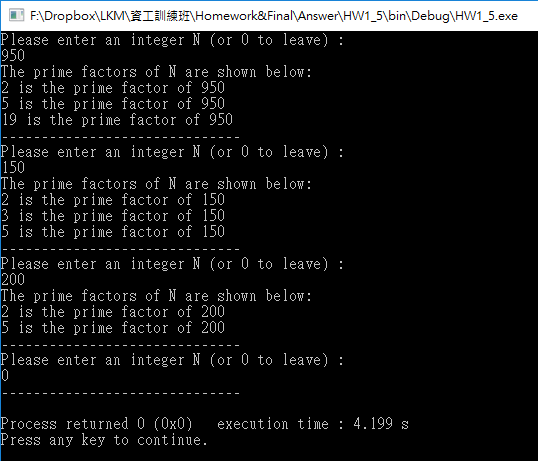 F:\Dropbox\LKM\資工訓練班\Homework&Final\Answer\HW1_5\bin\Debug\HW1_5.exe
Please enter an integer N (or 0 to leave) :
950
The prime factors of N are shown below:
2 is the prime factor of 950
5 is the prime factor of 950
19 is the prime factor of 950
------------------------------
Please enter an integer N (or 0 to leave) :
150
The prime factors of N are shown below:
2 is the prime factor of 150
3 is the prime factor of 150
5 is the prime factor of 150
------------------------------
Please enter an integer N (or 0 to leave) :
200
The prime factors of N are shown below:
2 is the prime factor of 200
5 is the prime factor of 200
------------------------------
Please enter an integer N (or 0 to leave) :
0
------------------------------
Process returned 0 (0x0)   execution time : 4.199 s
Press any key to continue.